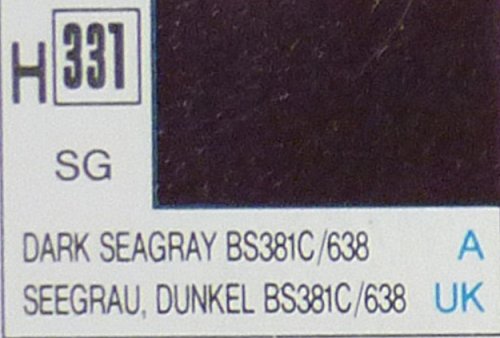 H 331
SG
DARK SEAGRAY BS381C/638 A
SEEGRAU, DUNKEL BS381C/638 UK